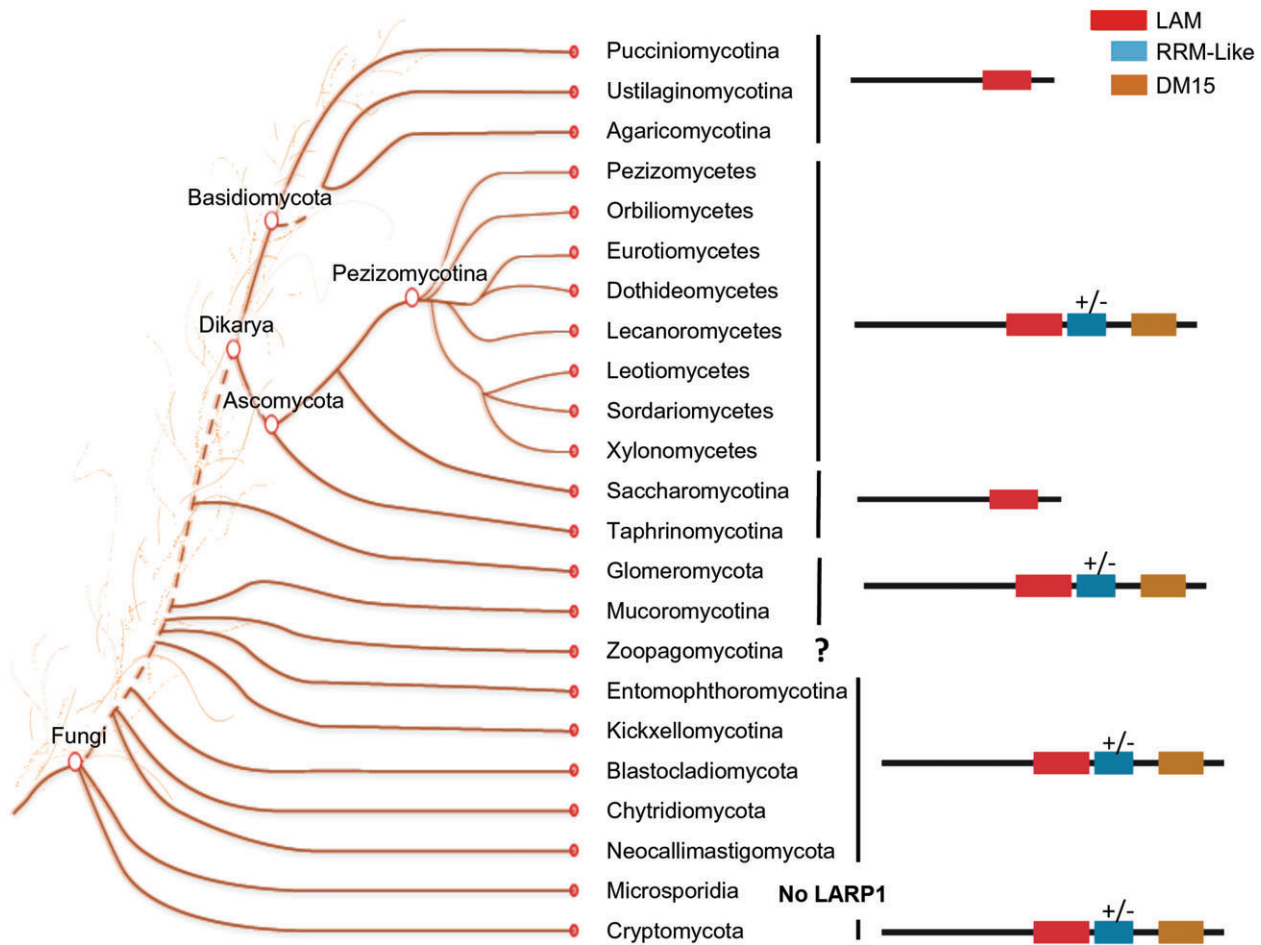 LAM
RRM-Like
DM15
Pucciniomycotina
Ustilaginomycotina
Agaricomycotina
Pezizomycetes
Basidiomycota
Orbiliomycetes
Eurotiomycetes
Pezizomycotina
Dothideomycetes
+/-
Dikarya
Lecanoromycetes
Leotiomycetes
Ascomycota
Sordariomycetes
Xylonomycetes
Saccharomycotina
Taphrinomycotina
Glomeromycota
+/-
Mucoromycotina
Zoopagomycotina ?
Entomophthoromycotina
Kickxellomycotina
Fungi
+/-
Blastocladiomycota
Chytridiomycota
Neocallimastigomycota
Microsporidia No LARP1
Cryptomycota
+/-